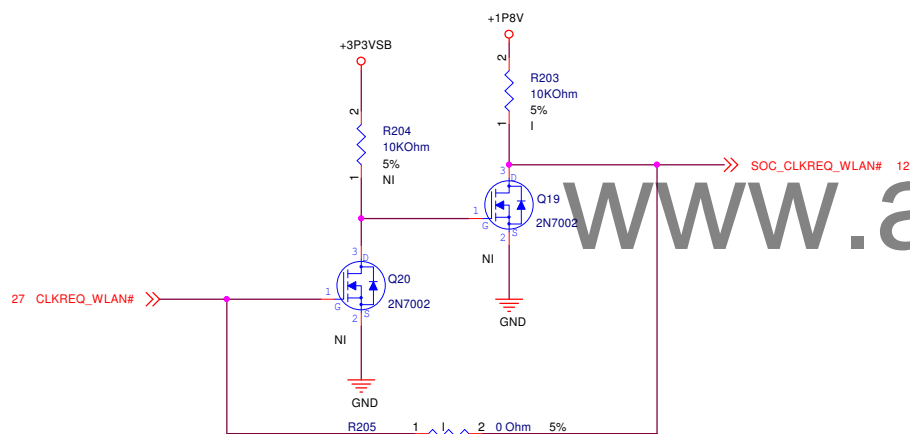 +1P8V
+3P3VSB
2
R203
10KOhm
5%
1
I
2
R204
10KOhm
5%
1
NI
SOC_CLKREQ_WLAN# 12
3
D
Q19
1
G
2N7002
2
S
NI
www.a
3
D
Q20
27 CLKREQ_WLAN#
1
G
2N7002
2
S
NI
GND
GND
R205 1 I 2 0 Ohm 5%